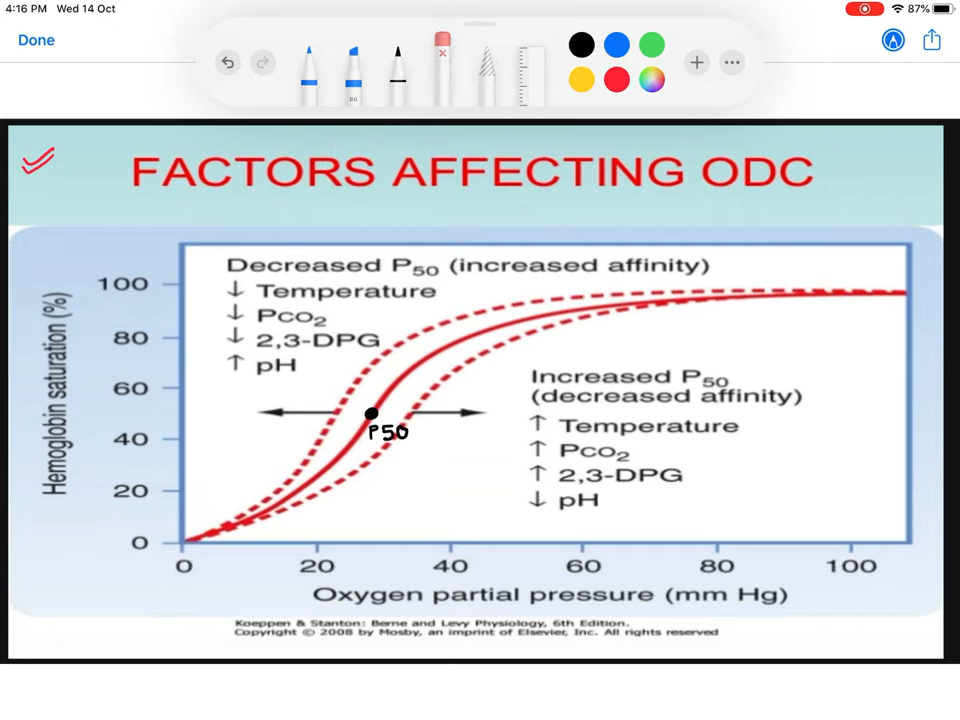 4:16 PM Wed 14 Oct
87%
Done
80
FACTORS AFFECTING ODC
Decreased P50 (increased affinity)
↓ Temperature
↓ PCO2
↓ 2,3-DPG
↑ pH
Increased P50
(decreased affinity)
↑ Temperature
↑ PCO2
↑ 2,3-DPG
↓ pH
P50
Hemoglobin saturation (%)
100
80
60
40
20
0
0 20 40 60 80 100
Oxygen partial pressure (mm Hg)
Koeppen & Stanton: Berne and Levy Physiology, 6th Edition.
Copyright © 2008 by Mosby, an imprint of Elsevier, Inc. All rights reserved